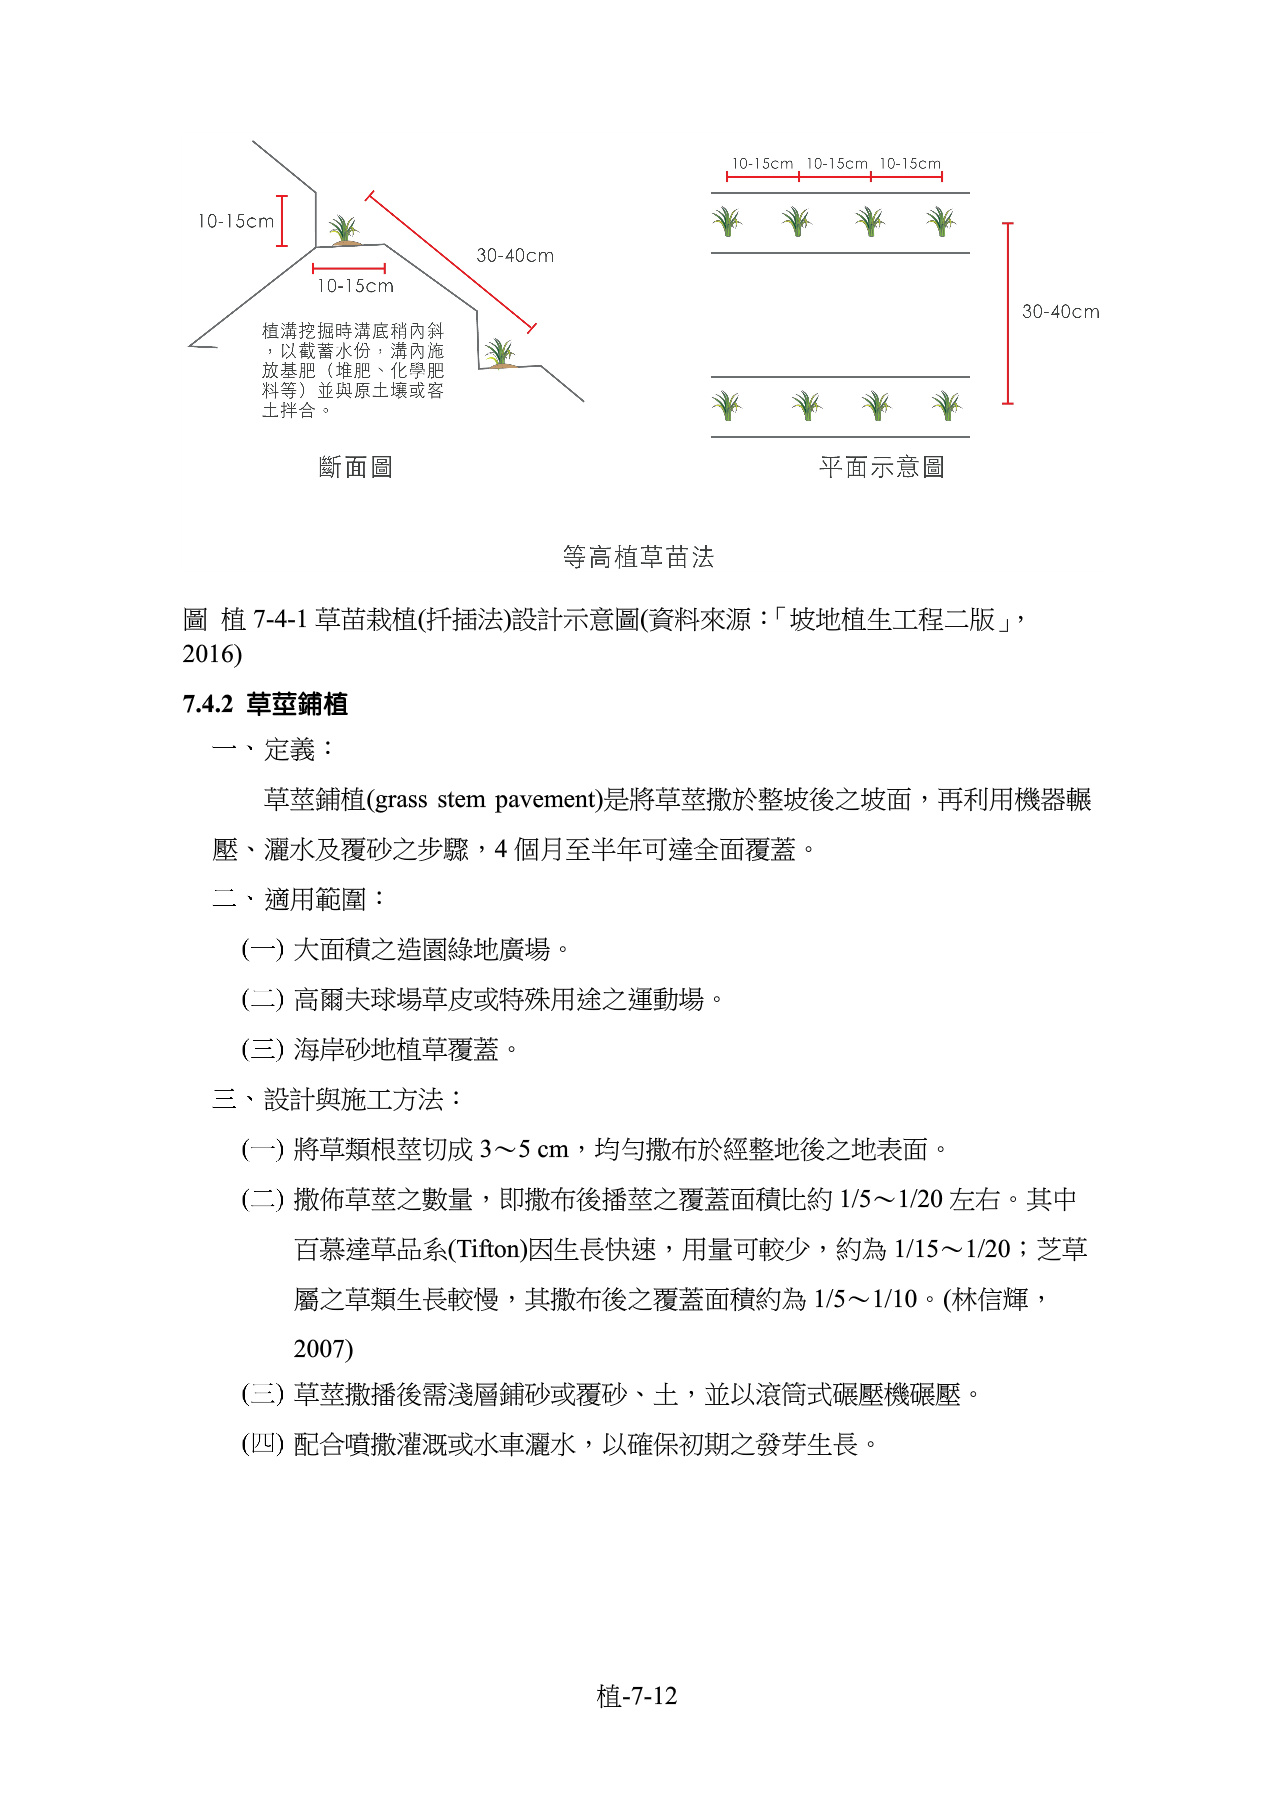 10-15cm
10-15cm
30-40cm
植溝挖掘時溝底稍內斜
，以截蓄水份，溝內施
放基肥（堆肥、化學肥
料等）並與原土壤或客
土拌合。
斷面圖
10-15cm 10-15cm 10-15cm
30-40cm
平面示意圖
等高植草苗法
圖 植 7-4-1 草苗栽植(扦插法)設計示意圖(資料來源：「坡地植生工程二版」，
2016)
7.4.2 草莖鋪植
一、定義：
草莖鋪植(grass stem pavement)是將草莖撒於整坡後之坡面，再利用機器輾
壓、灑水及覆砂之步驟，4 個月至半年可達全面覆蓋。
二、適用範圍：
(一) 大面積之造園綠地廣場。
(二) 高爾夫球場草皮或特殊用途之運動場。
(三) 海岸砂地植草覆蓋。
三、設計與施工方法：
(一) 將草類根莖切成 3～5 cm，均勻撒布於經整地後之地表面。
(二) 撒佈草莖之數量，即撒布後播莖之覆蓋面積比約 1/5～1/20 左右。其中
百慕達草品系(Tifton)因生長快速，用量可較少，約為 1/15～1/20；芝草
屬之草類生長較慢，其撒布後之覆蓋面積約為 1/5～1/10。(林信輝，
2007)
(三) 草莖撒播後需淺層鋪砂或覆砂、土，並以滾筒式碾壓機碾壓。
(四) 配合噴撒灌溉或水車灑水，以確保初期之發芽生長。
植-7-12